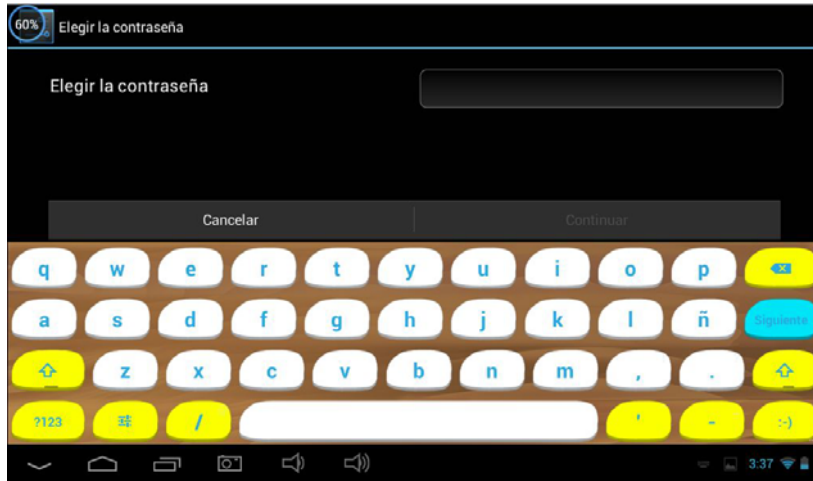 60% Elegir la contraseña
Elegir la contraseña
Cancelar Continuar
q w e r t y u i o p
a s d f g h j k l ñ Siguiente
z x c v b n m , .
?123 / ' - :-)
3:37